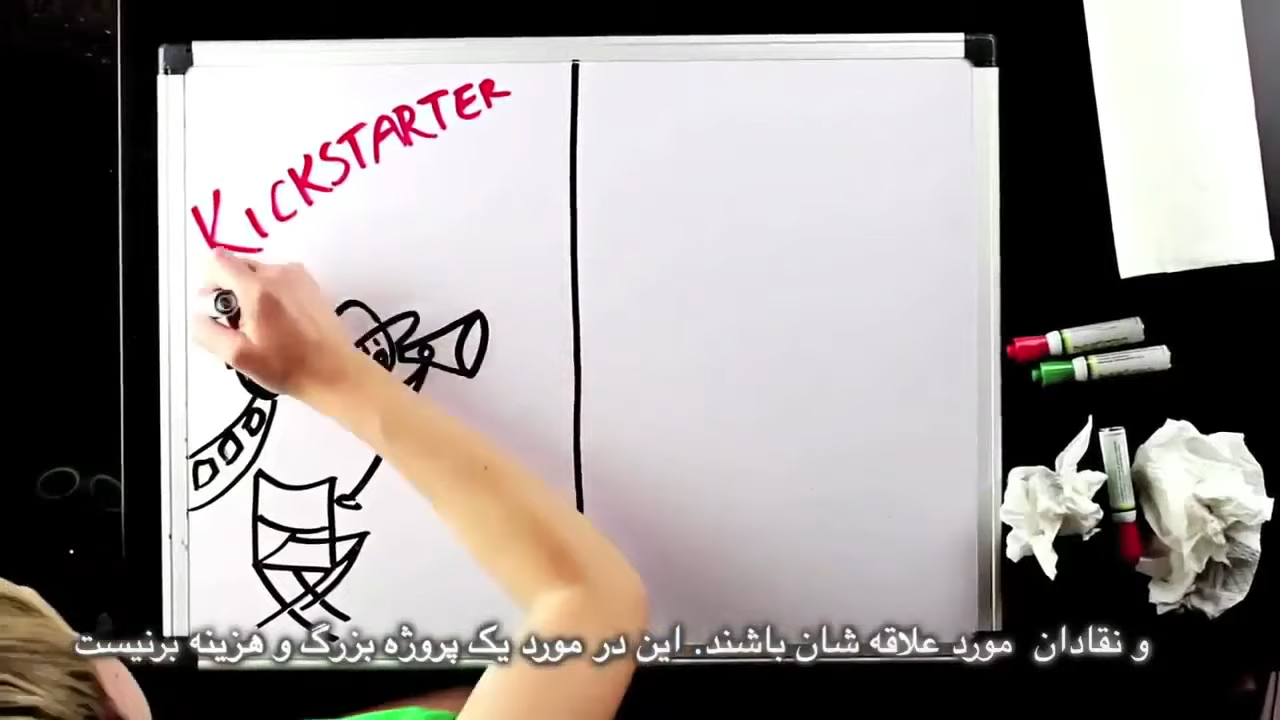 KICKSTARTER
و نقادان مورد علاقه شان باشند. این در مورد یک پروژه بزرگ و هزینه برنیست